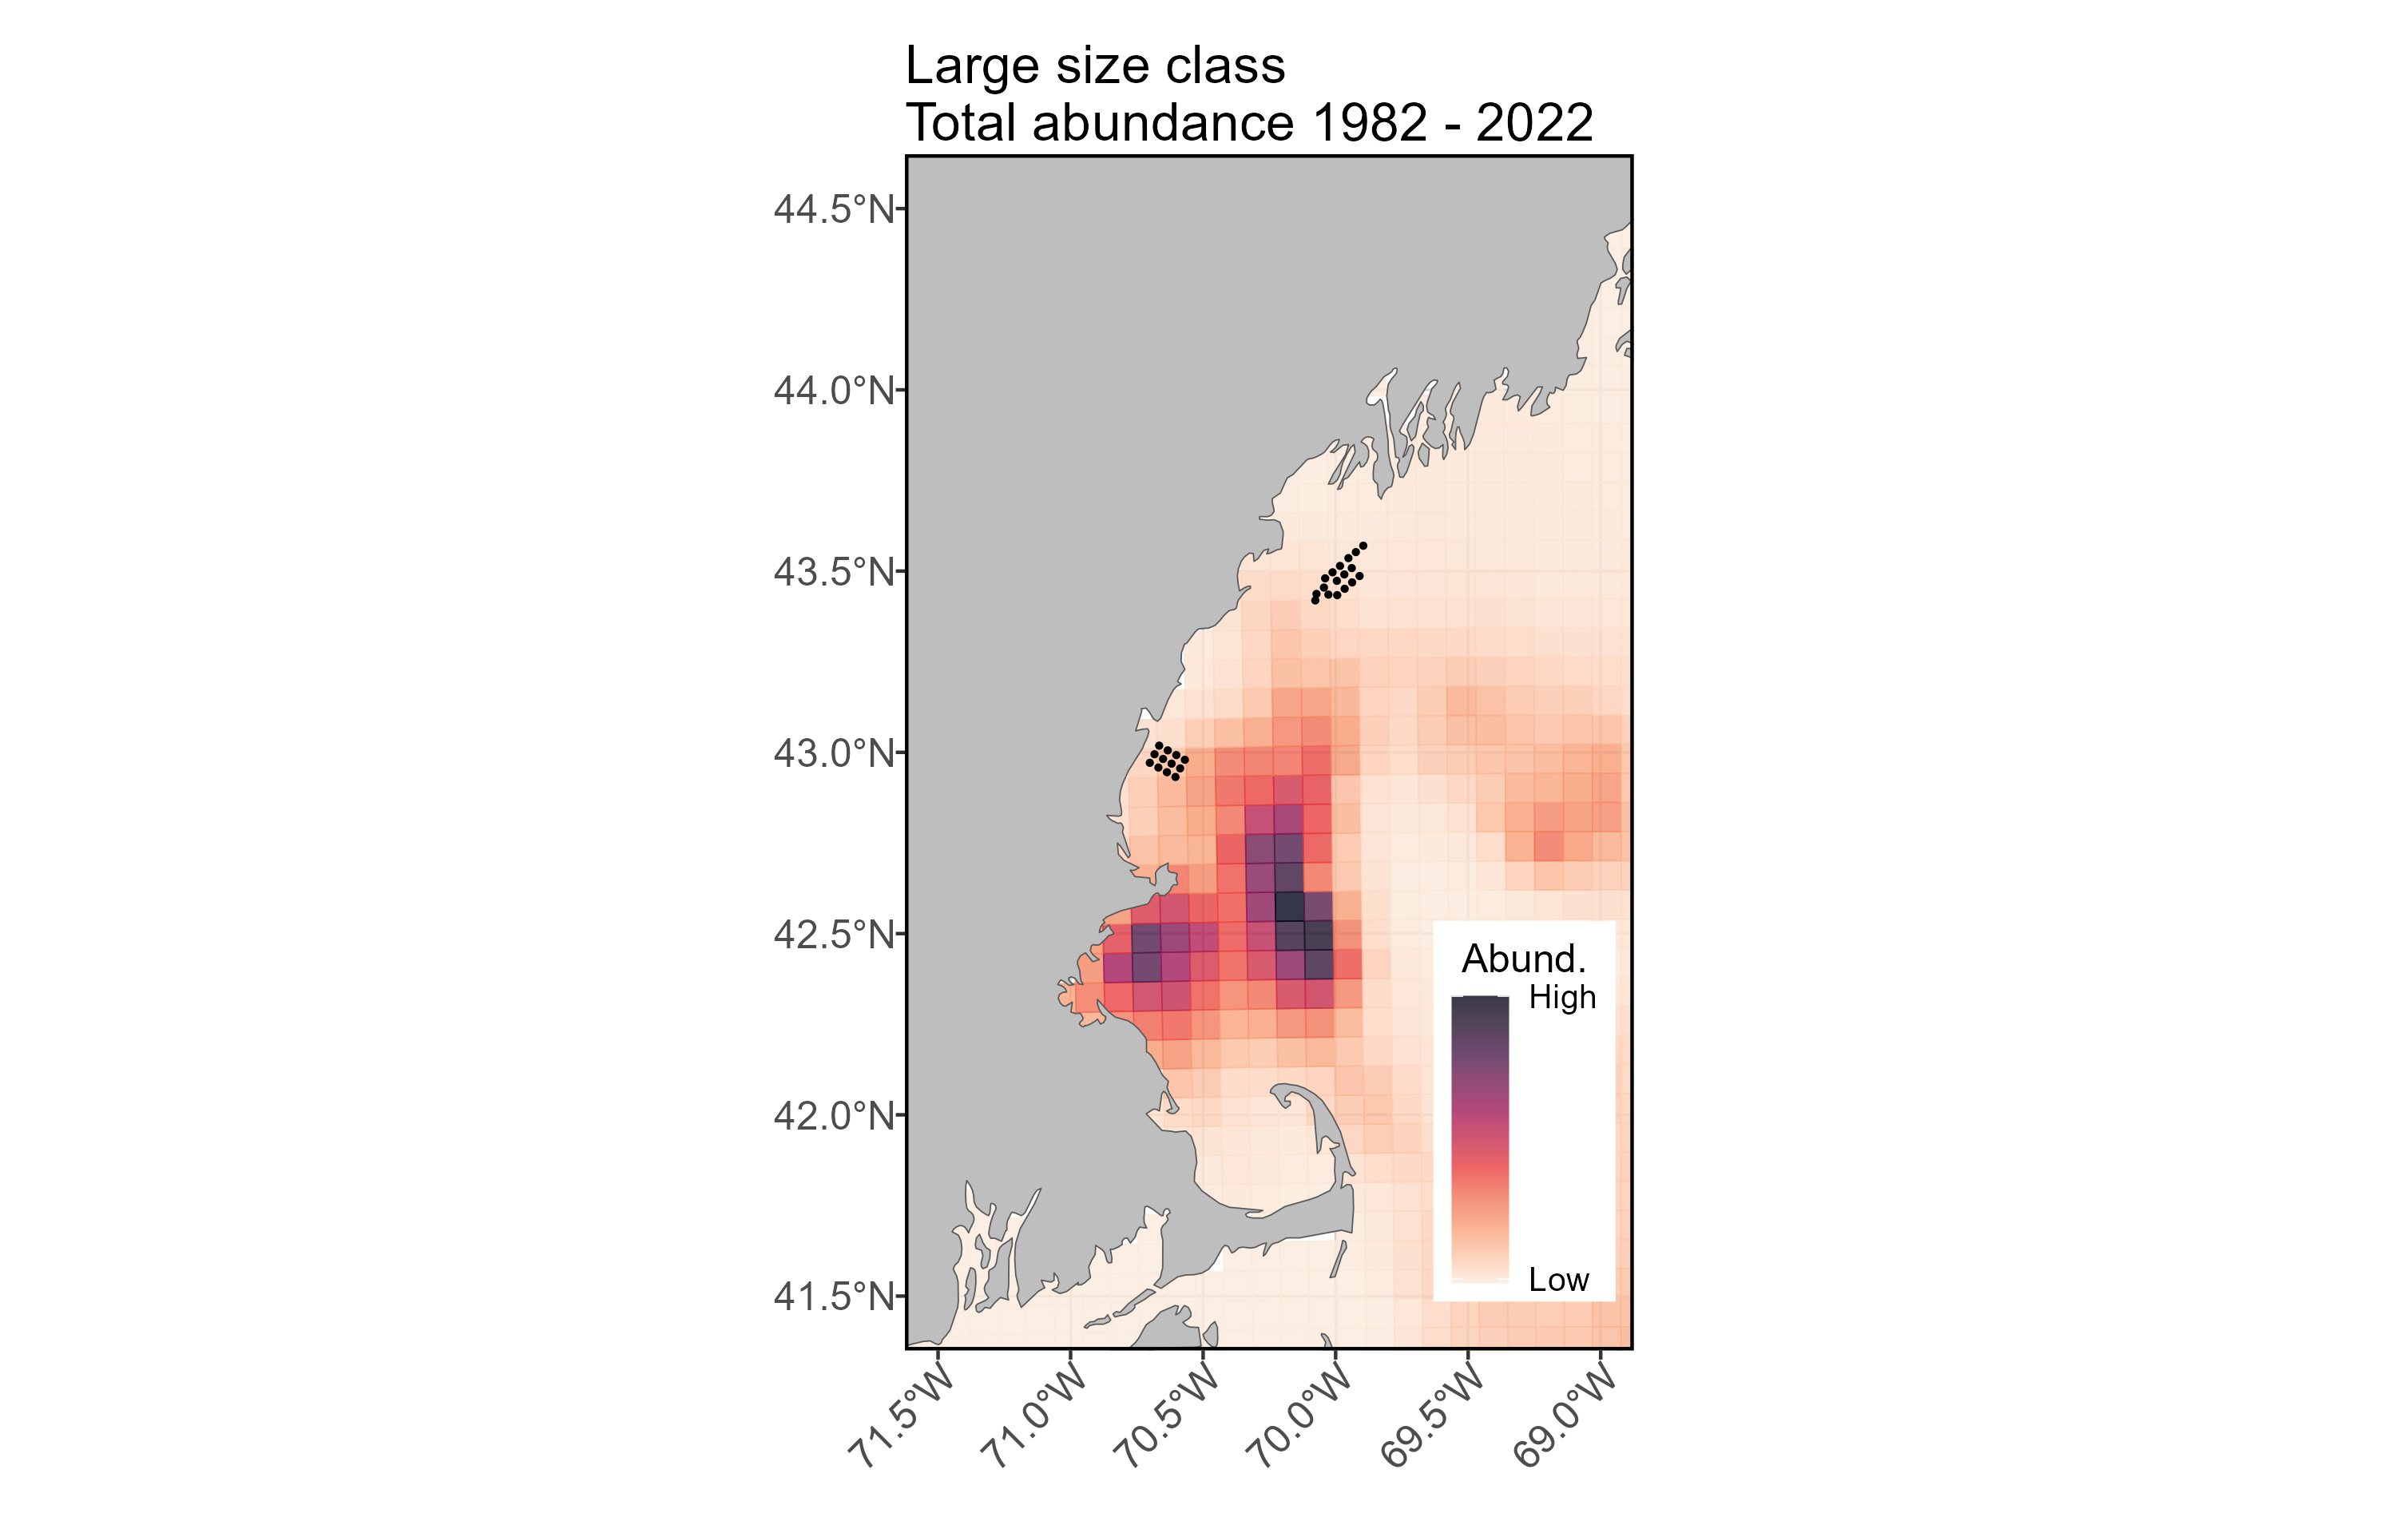 Large size class
Total abundance 1982 - 2022
44.5°N
44.0°N
43.5°N
43.0°N
42.5°N
42.0°N
41.5°N
Abund.
High
Low
71.5°W
71.0°W
70.5°W
70.0°W
69.5°W
69.0°W